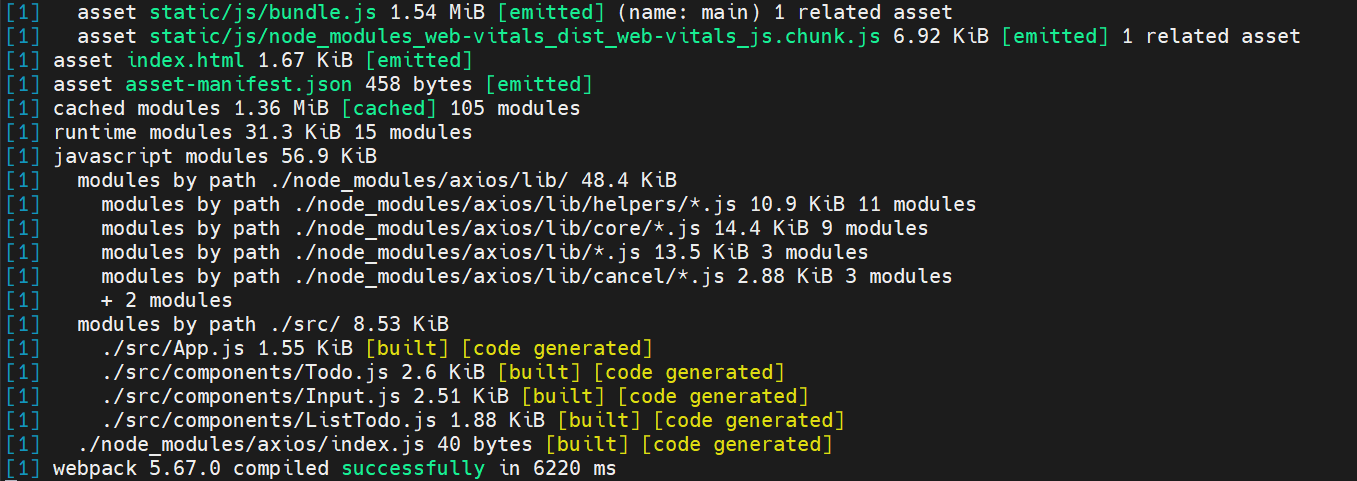 [1]   asset static/js/bundle.js 1.54 MiB [emitted] (name: main) 1 related asset
[1]   asset static/js/node_modules_web-vitals_dist_web-vitals_js.chunk.js 6.92 KiB [emitted] 1 related asset
[1] asset index.html 1.67 KiB [emitted]
[1] asset asset-manifest.json 458 bytes [emitted]
[1] cached modules 1.36 MiB [cached] 105 modules
[1] runtime modules 31.3 KiB 15 modules
[1] javascript modules 56.9 KiB
[1]   modules by path ./node_modules/axios/lib/ 48.4 KiB
[1]     modules by path ./node_modules/axios/lib/helpers/*.js 10.9 KiB 11 modules
[1]     modules by path ./node_modules/axios/lib/core/*.js 14.4 KiB 9 modules
[1]     modules by path ./node_modules/axios/lib/*.js 13.5 KiB 3 modules
[1]     modules by path ./node_modules/axios/lib/cancel/*.js 2.88 KiB 3 modules
[1]     + 2 modules
[1]   modules by path ./src/ 8.53 KiB
[1]     ./src/App.js 1.55 KiB [built] [code generated]
[1]     ./src/components/Todo.js 2.6 KiB [built] [code generated]
[1]     ./src/components/Input.js 2.51 KiB [built] [code generated]
[1]     ./src/components/ListTodo.js 1.88 KiB [built] [code generated]
[1]   ./node_modules/axios/index.js 40 bytes [built] [code generated]
[1] webpack 5.67.0 compiled successfully in 6220 ms